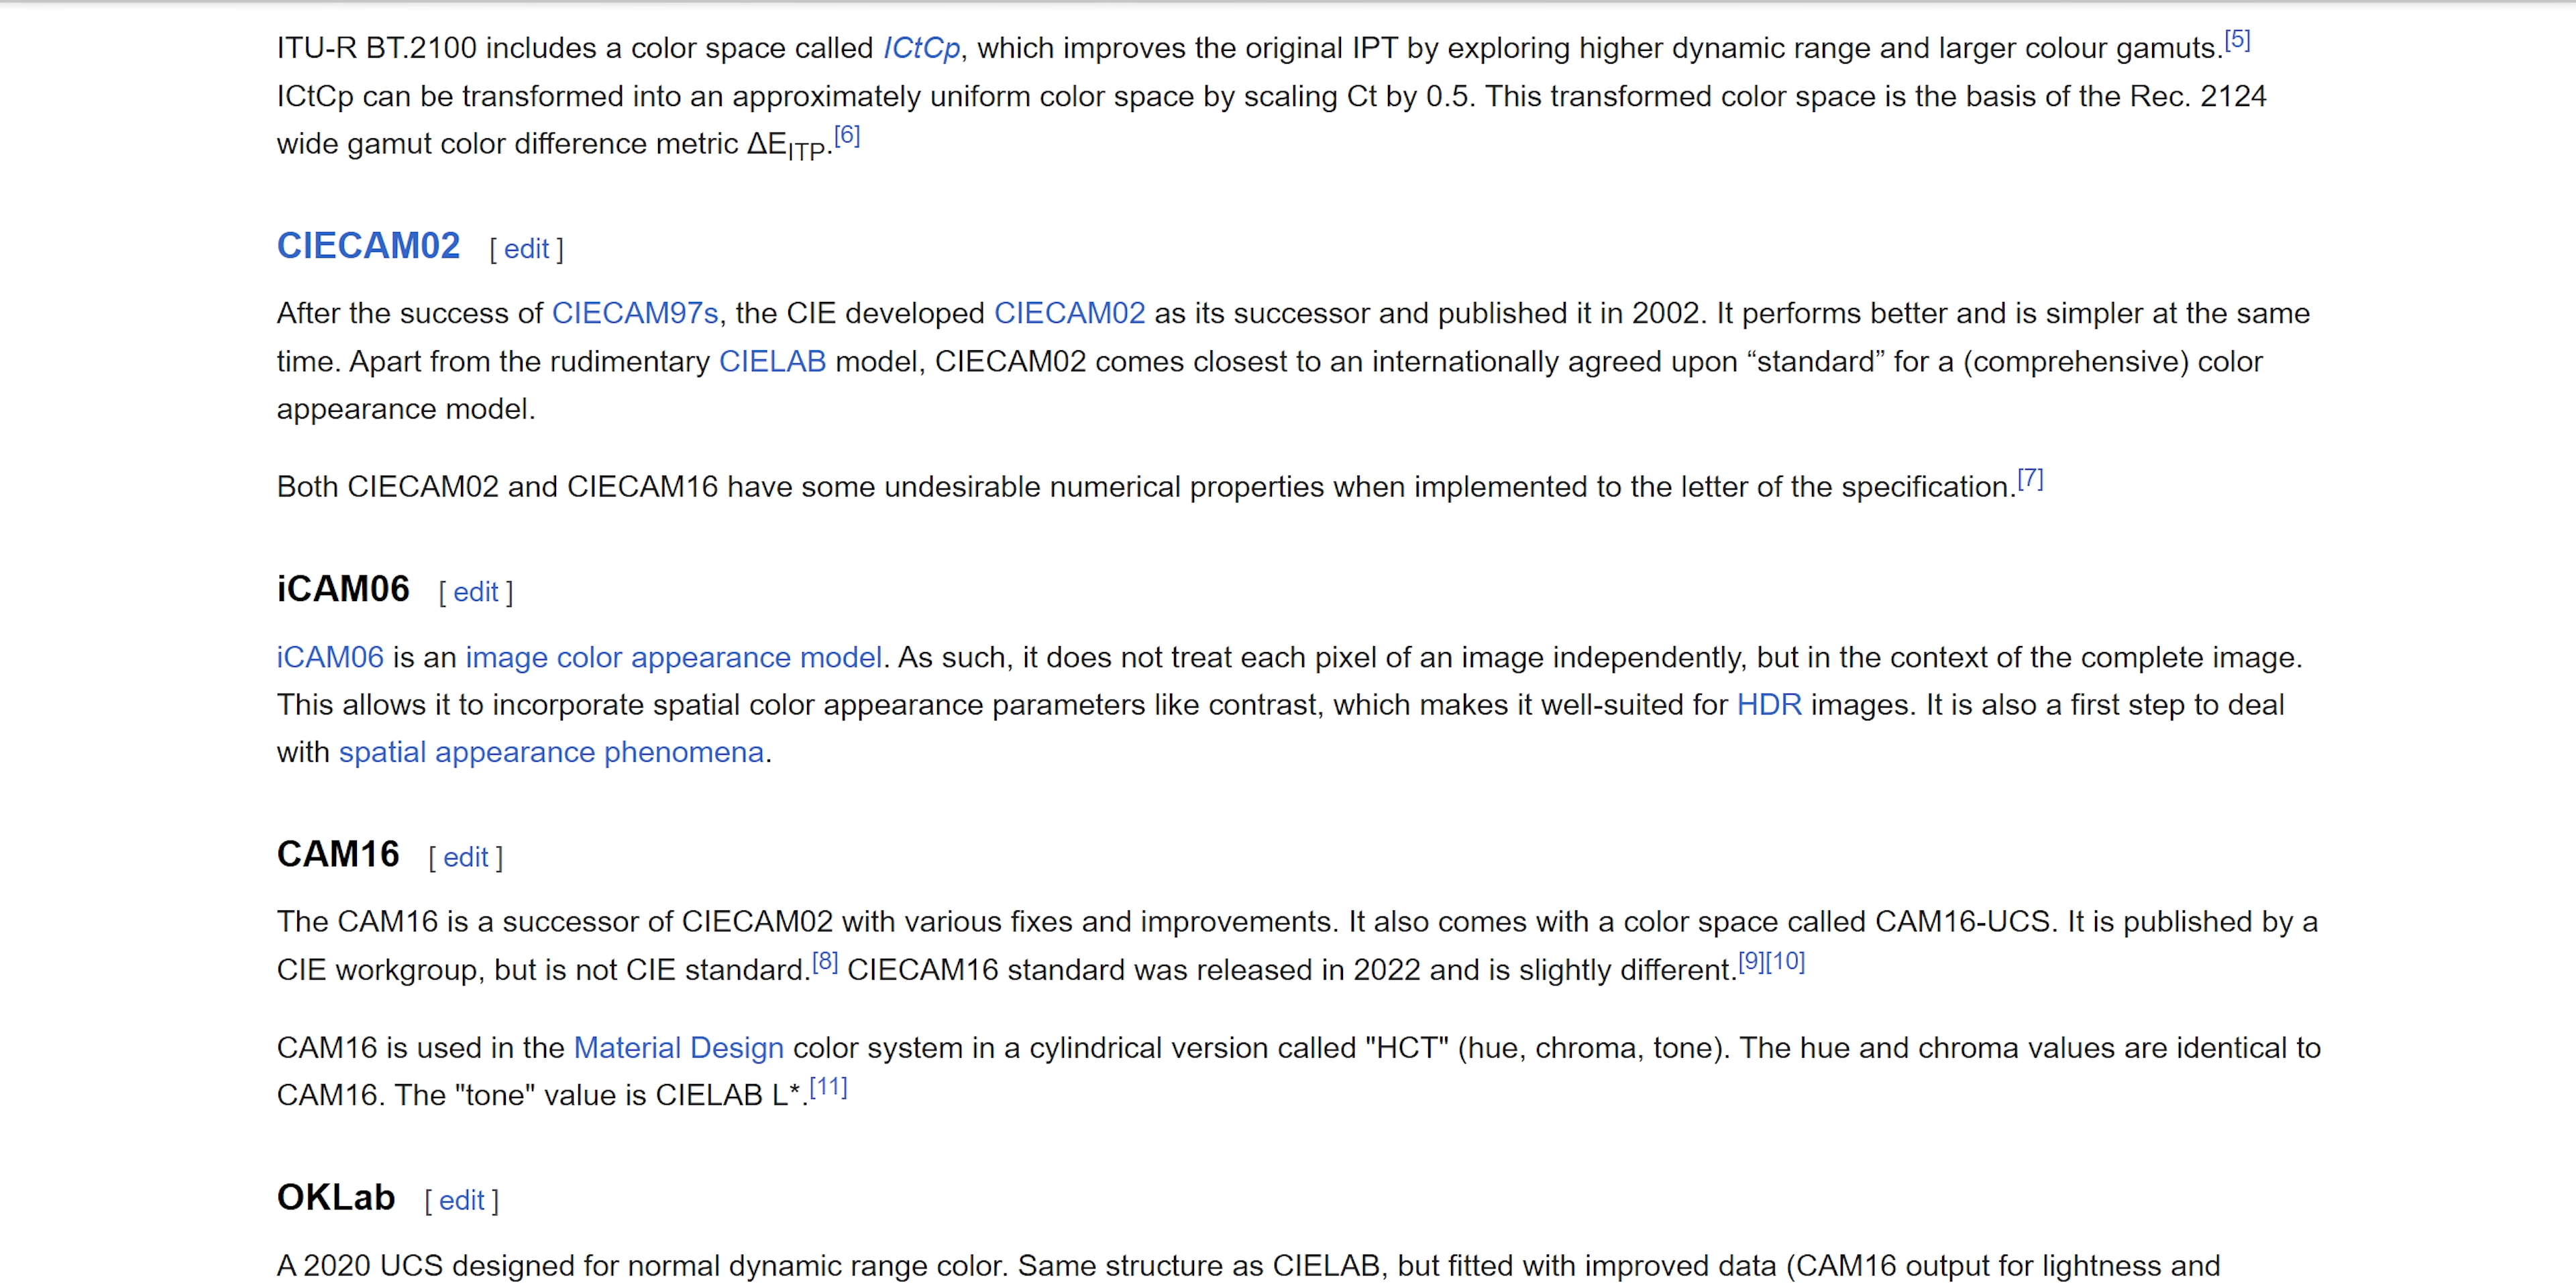 ITU-R BT.2100 includes a color space called ICtCp, which improves the original IPT by exploring higher dynamic range and larger colour gamuts.[5]
ICtCp can be transformed into an approximately uniform color space by scaling Ct by 0.5. This transformed color space is the basis of the Rec. 2124
wide gamut color difference metric ΔEITP.[6]
CIECAM02 [ edit ]
After the success of CIECAM97s, the CIE developed CIECAM02 as its successor and published it in 2002. It performs better and is simpler at the same
time. Apart from the rudimentary CIELAB model, CIECAM02 comes closest to an internationally agreed upon “standard” for a (comprehensive) color
appearance model.
Both CIECAM02 and CIECAM16 have some undesirable numerical properties when implemented to the letter of the specification.[7]
iCAM06 [ edit ]
iCAM06 is an image color appearance model. As such, it does not treat each pixel of an image independently, but in the context of the complete image.
This allows it to incorporate spatial color appearance parameters like contrast, which makes it well-suited for HDR images. It is also a first step to deal
with spatial appearance phenomena.
CAM16 [ edit ]
The CAM16 is a successor of CIECAM02 with various fixes and improvements. It also comes with a color space called CAM16-UCS. It is published by a
CIE workgroup, but is not CIE standard.[8] CIECAM16 standard was released in 2022 and is slightly different.[9][10]
CAM16 is used in the Material Design color system in a cylindrical version called "HCT" (hue, chroma, tone). The hue and chroma values are identical to
CAM16. The "tone" value is CIELAB L*.[11]
OKLab [ edit ]
A 2020 UCS designed for normal dynamic range color. Same structure as CIELAB, but fitted with improved data (CAM16 output for lightness and